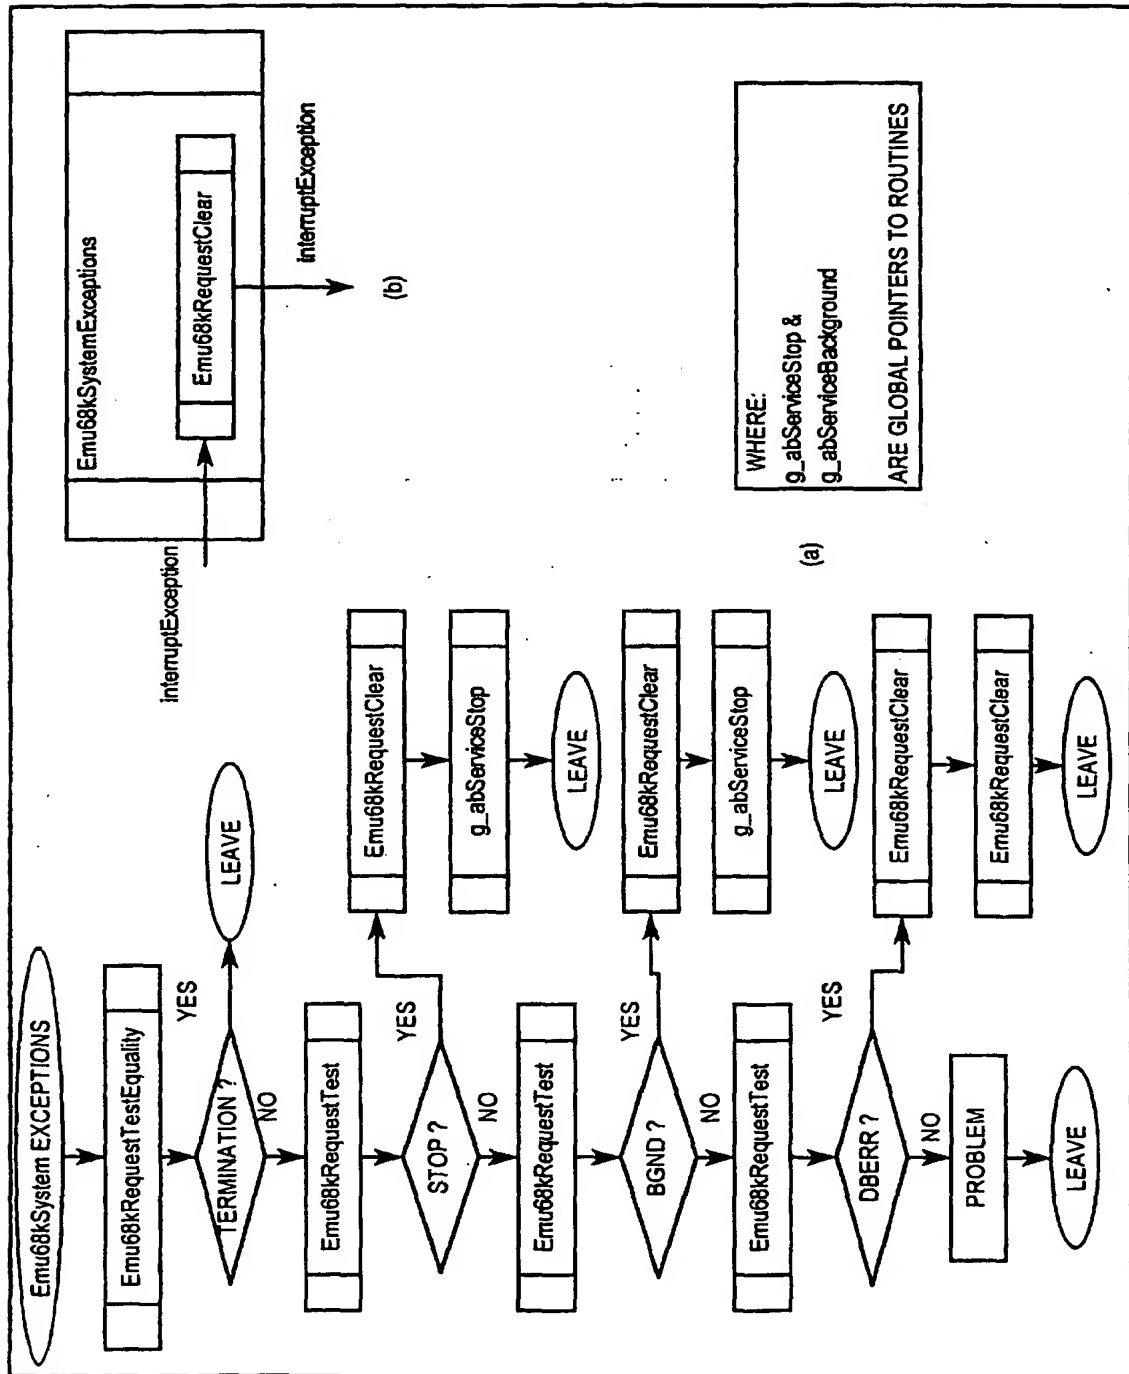 Emu68kSystem EXCEPTIONS
Emu68kRequestTestEquality
TERMINATION ?
YES
LEAVE
NO
Emu68kRequestTest
STOP ?
YES
Emu68kRequestClear
g_abServiceStop
LEAVE
NO
Emu68kRequestTest
BGND ?
YES
Emu68kRequestClear
g_abServiceStop
LEAVE
NO
Emu68kRequestTest
DBERR ?
YES
Emu68kRequestClear
Emu68kRequestClear
LEAVE
NO
PROBLEM
LEAVE
(a)
Emu68kSystemExceptions
interruptException
Emu68kRequestClear
interruptException
(b)
WHERE:
g_abServiceStop &
g_abServiceBackground
ARE GLOBAL POINTERS TO ROUTINES